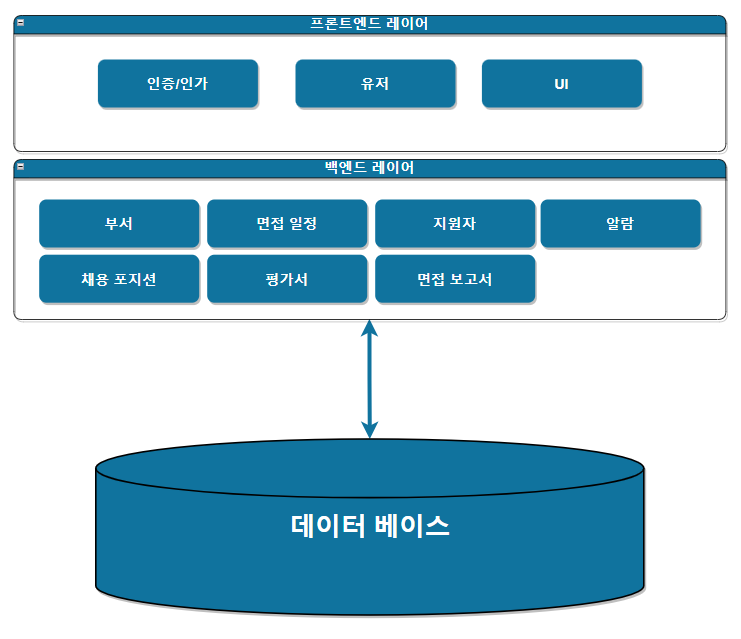 프론트엔드 레이어
인증/인가
유저
UI
백엔드 레이어
부서
면접 일정
지원자
알람
채용 포지션
평가서
면접 보고서
데이터 베이스